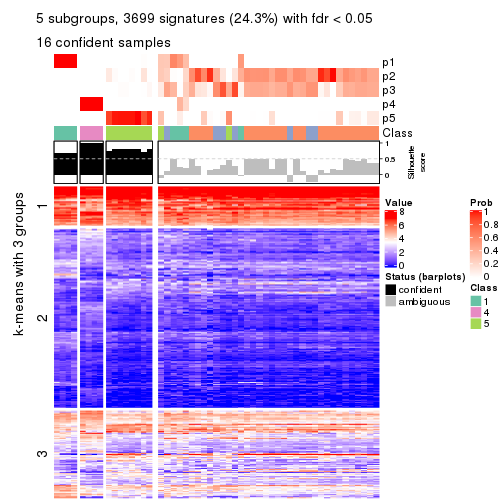 5 subgroups, 3699 signatures (24.3%) with fdr < 0.05
16 confident samples
p1
p2
p3
p4
p5
Class
1
0.5
0
Silhouette
score
k-means with 3 groups
1
2
3
Value
8
6
4
2
0
Status (barplots)
confident
ambiguous
Prob
1
0.8
0.6
0.4
0.2
0
Class
1
4
5